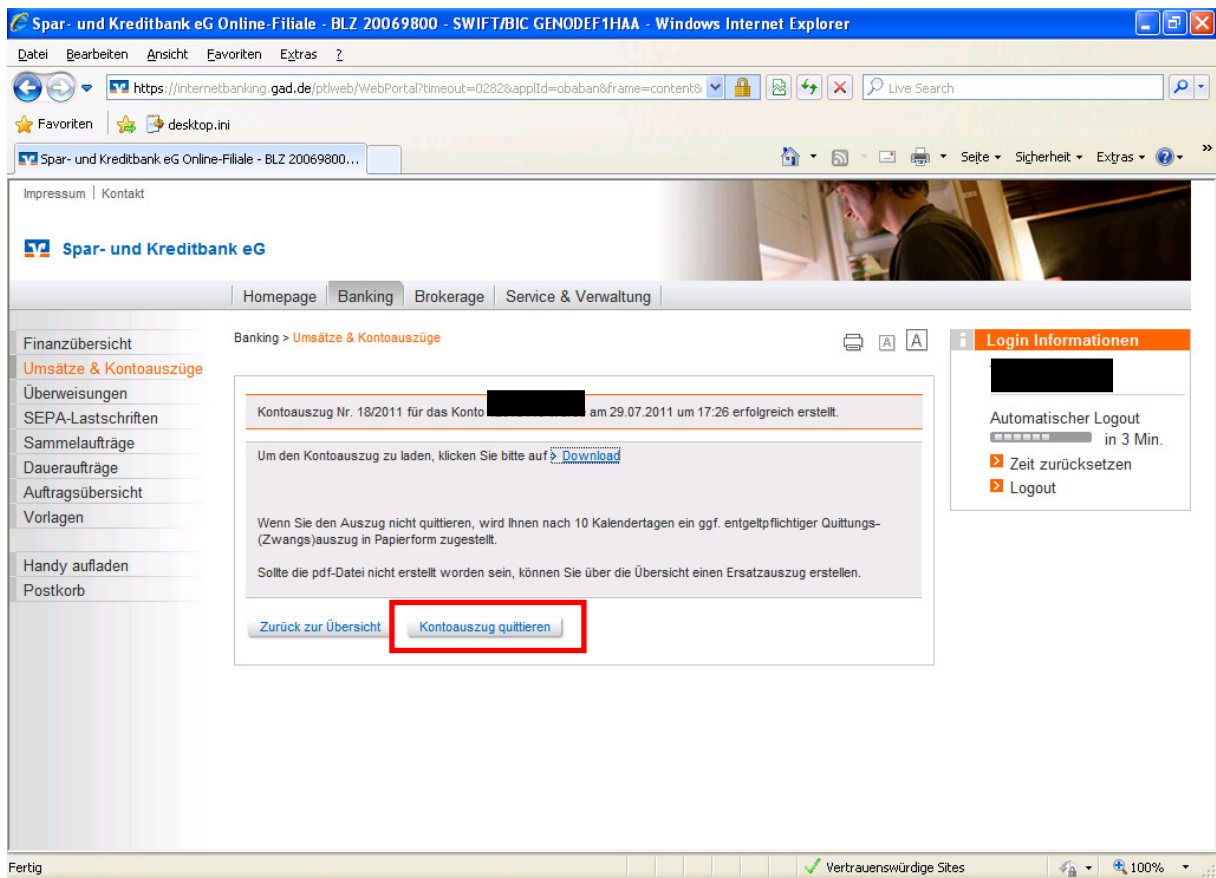 Spar- und Kreditbank eG Online-Filiale - BLZ 20069800 - SWIFT/BIC GENODEF1HAA - Windows Internet Explorer
Datei Bearbeiten Ansicht Favoriten Extras ?
https://internetbanking.gad.de/ptlweb/WebPortal?timeout=0282&applId=obaban&frame=content& Live Search
Favoriten desktop.ini
Spar- und Kreditbank eG Online-Filiale - BLZ 20069800... Seite Sicherheit Extras »
Impressum | Kontakt
Spar- und Kreditbank eG
Homepage Banking Brokerage Service & Verwaltung
Banking > Umsätze & Kontoauszüge A A
Finanzübersicht
Umsätze & Kontoauszüge
Überweisungen
SEPA-Lastschriften
Sammelaufträge
Daueraufträge
Auftragsübersicht
Vorlagen
Handy aufladen
Postkorb
Kontoauszug Nr. 18/2011 für das Konto am 29.07.2011 um 17:26 erfolgreich erstellt.
Um den Kontoauszug zu laden, klicken Sie bitte auf Download
Wenn Sie den Auszug nicht quittieren, wird Ihnen nach 10 Kalendertagen ein ggf. entgeltpflichtiger Quittungs-
(Zwangs)auszug in Papierform zugestellt.
Sollte die pdf-Datei nicht erstellt worden sein, können Sie über die Übersicht einen Ersatzauszug erstellen.
Zurück zur Übersicht Kontoauszug quittieren
i Login Informationen
Automatischer Logout
in 3 Min.
Zeit zurücksetzen
Logout
Fertig Vertrauenswürdige Sites 100%